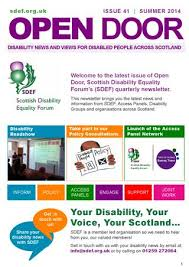 sdef.org.uk
ISSUE 41 | SUMMER 2014
OPEN DOOR
DISABILITY NEWS AND VIEWS FOR DISABLED PEOPLE ACROSS SCOTLAND
SDEF
Scottish Disability
Equality Forum
Welcome to the latest issue of Open
Door, Scottish Disability Equality
Forum's (SDEF) quarterly newsletter.
This newsletter brings you the latest news and
information from SDEF, Access Panels, Disability
Groups and organisations across Scotland.
Disability
Roadshow
Take part in our
Policy Consultations
Launch of the Access
Panel Network
INFORM
POLICY
ACCESS
PANELS
ENGAGE
SUPPORT
JOIN
WORK
Get in
touch with
us!
Share your
disability news
with SDEF
Your Disability, Your
Voice, Your Scotland...
SDEF is a member led organisation so we need to hear
from you, our valued members!
Get in touch with us with your disability news by email at
info@sdef.org.uk or by calling us on 01259 272064